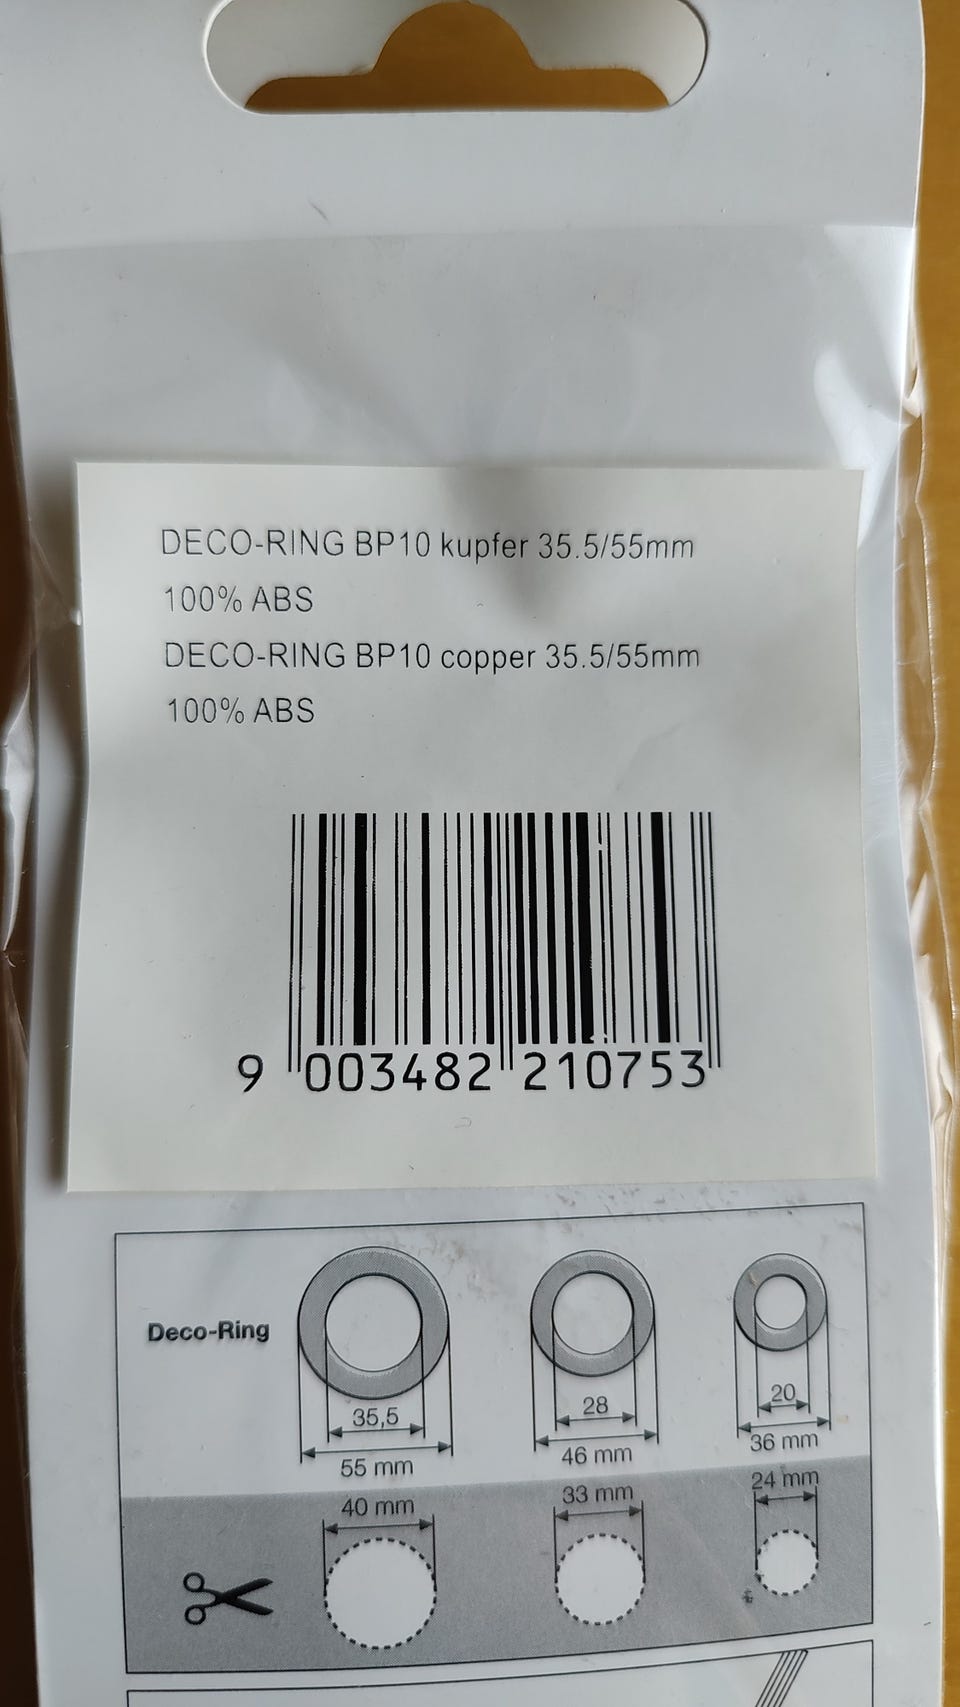 DECO-RING BP10 kupfer 35.5/55mm
100% ABS
DECO-RING BP10 copper 35.5/55mm
100% ABS
9 003482 210753
Deco-Ring
35,5 28 20
55 mm 46 mm 36 mm
40 mm 33 mm 24 mm